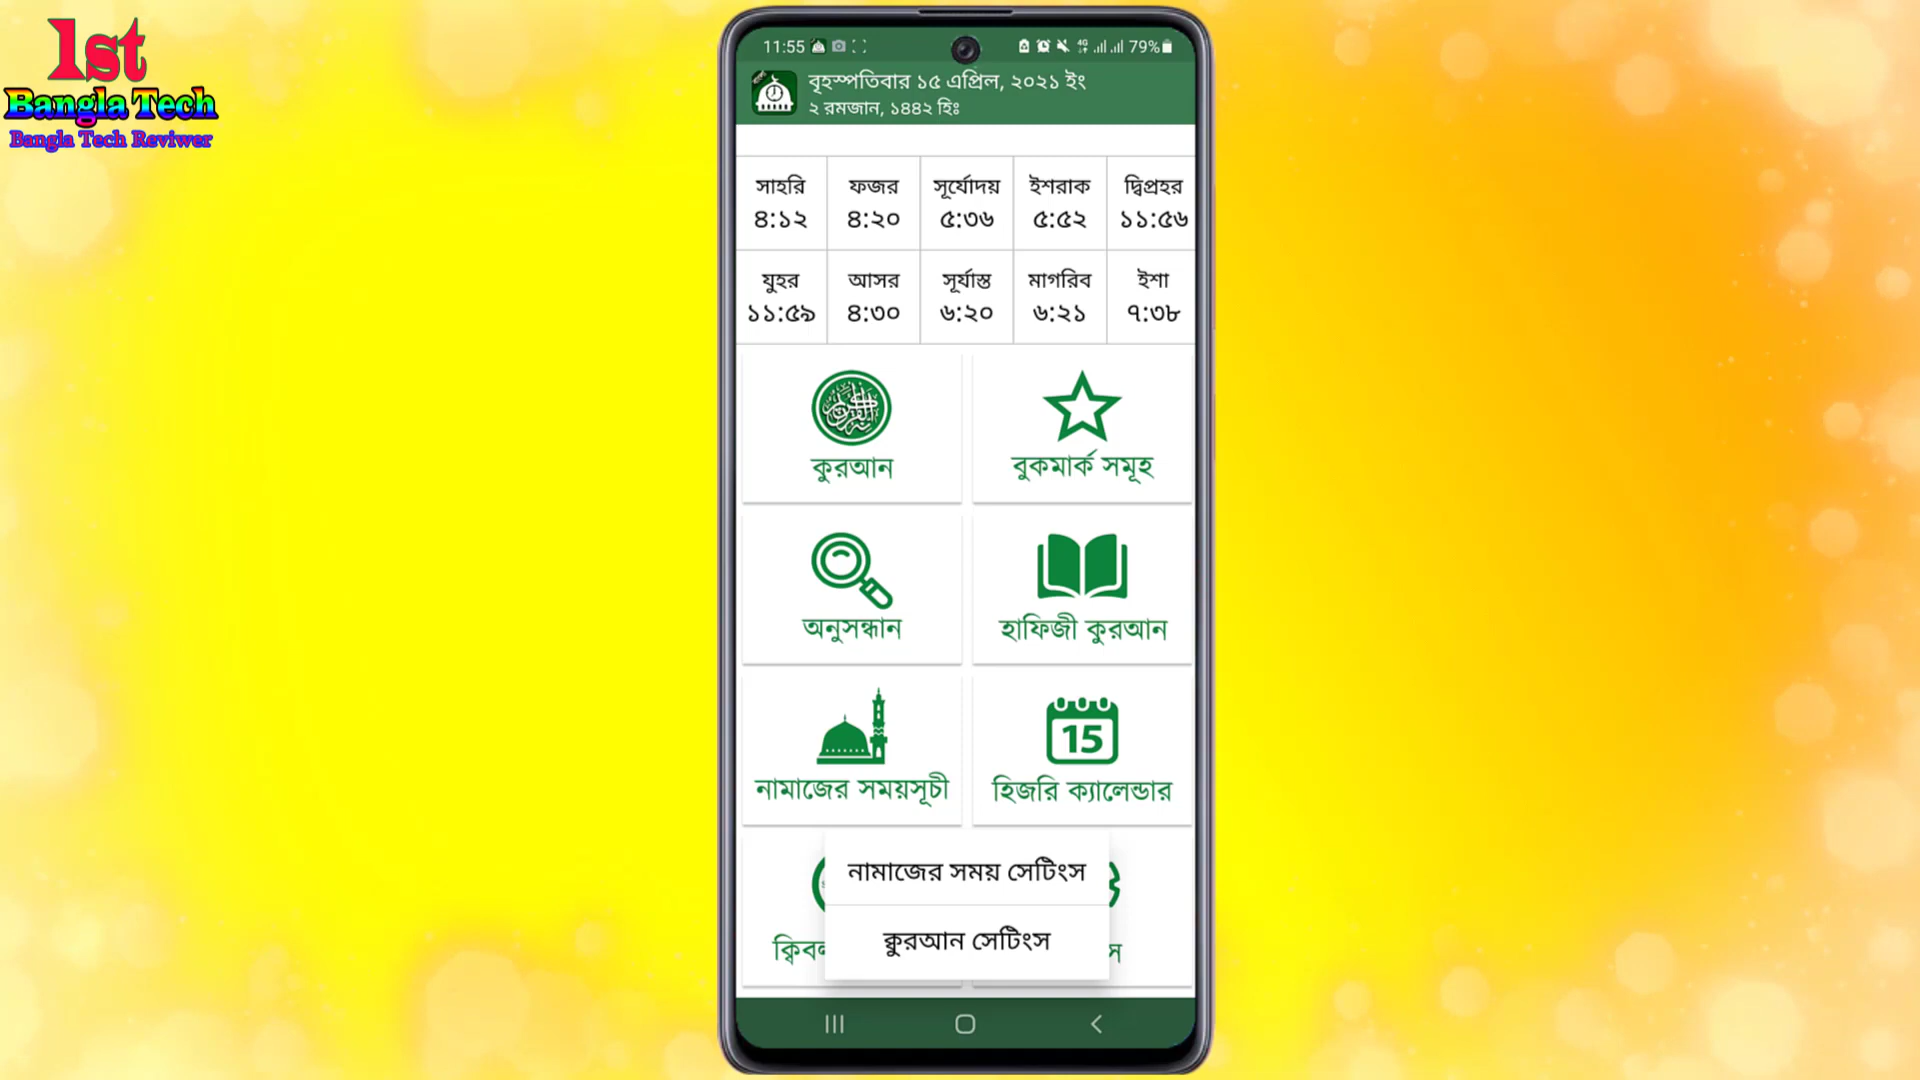 1st
Bangla Tech
Bangla Tech Reviwer
11:55 4G 79%
বৃহস্পতিবার ১৫ এপ্রিল, ২০২১ ইং
২ রমজান, ১৪৪২ হিঃ
সাহরি ফজর সূর্যোদয় ইশরাক দ্বিপ্রহর
৪:১২ ৪:২০ ৫:৩৬ ৫:৫২ ১১:৫৬
যুহর আসর সূর্যাস্ত মাগরিব ইশা
১১:৫৯ ৪:৩০ ৬:২০ ৬:২১ ৭:৩৮
কুরআন বুকমার্ক সমূহ
অনুসন্ধান হাফিজী কুরআন
15
নামাজের সময়সূচী হিজরি ক্যালেন্ডার
নামাজের সময় সেটিংস
কুরআন সেটিংস